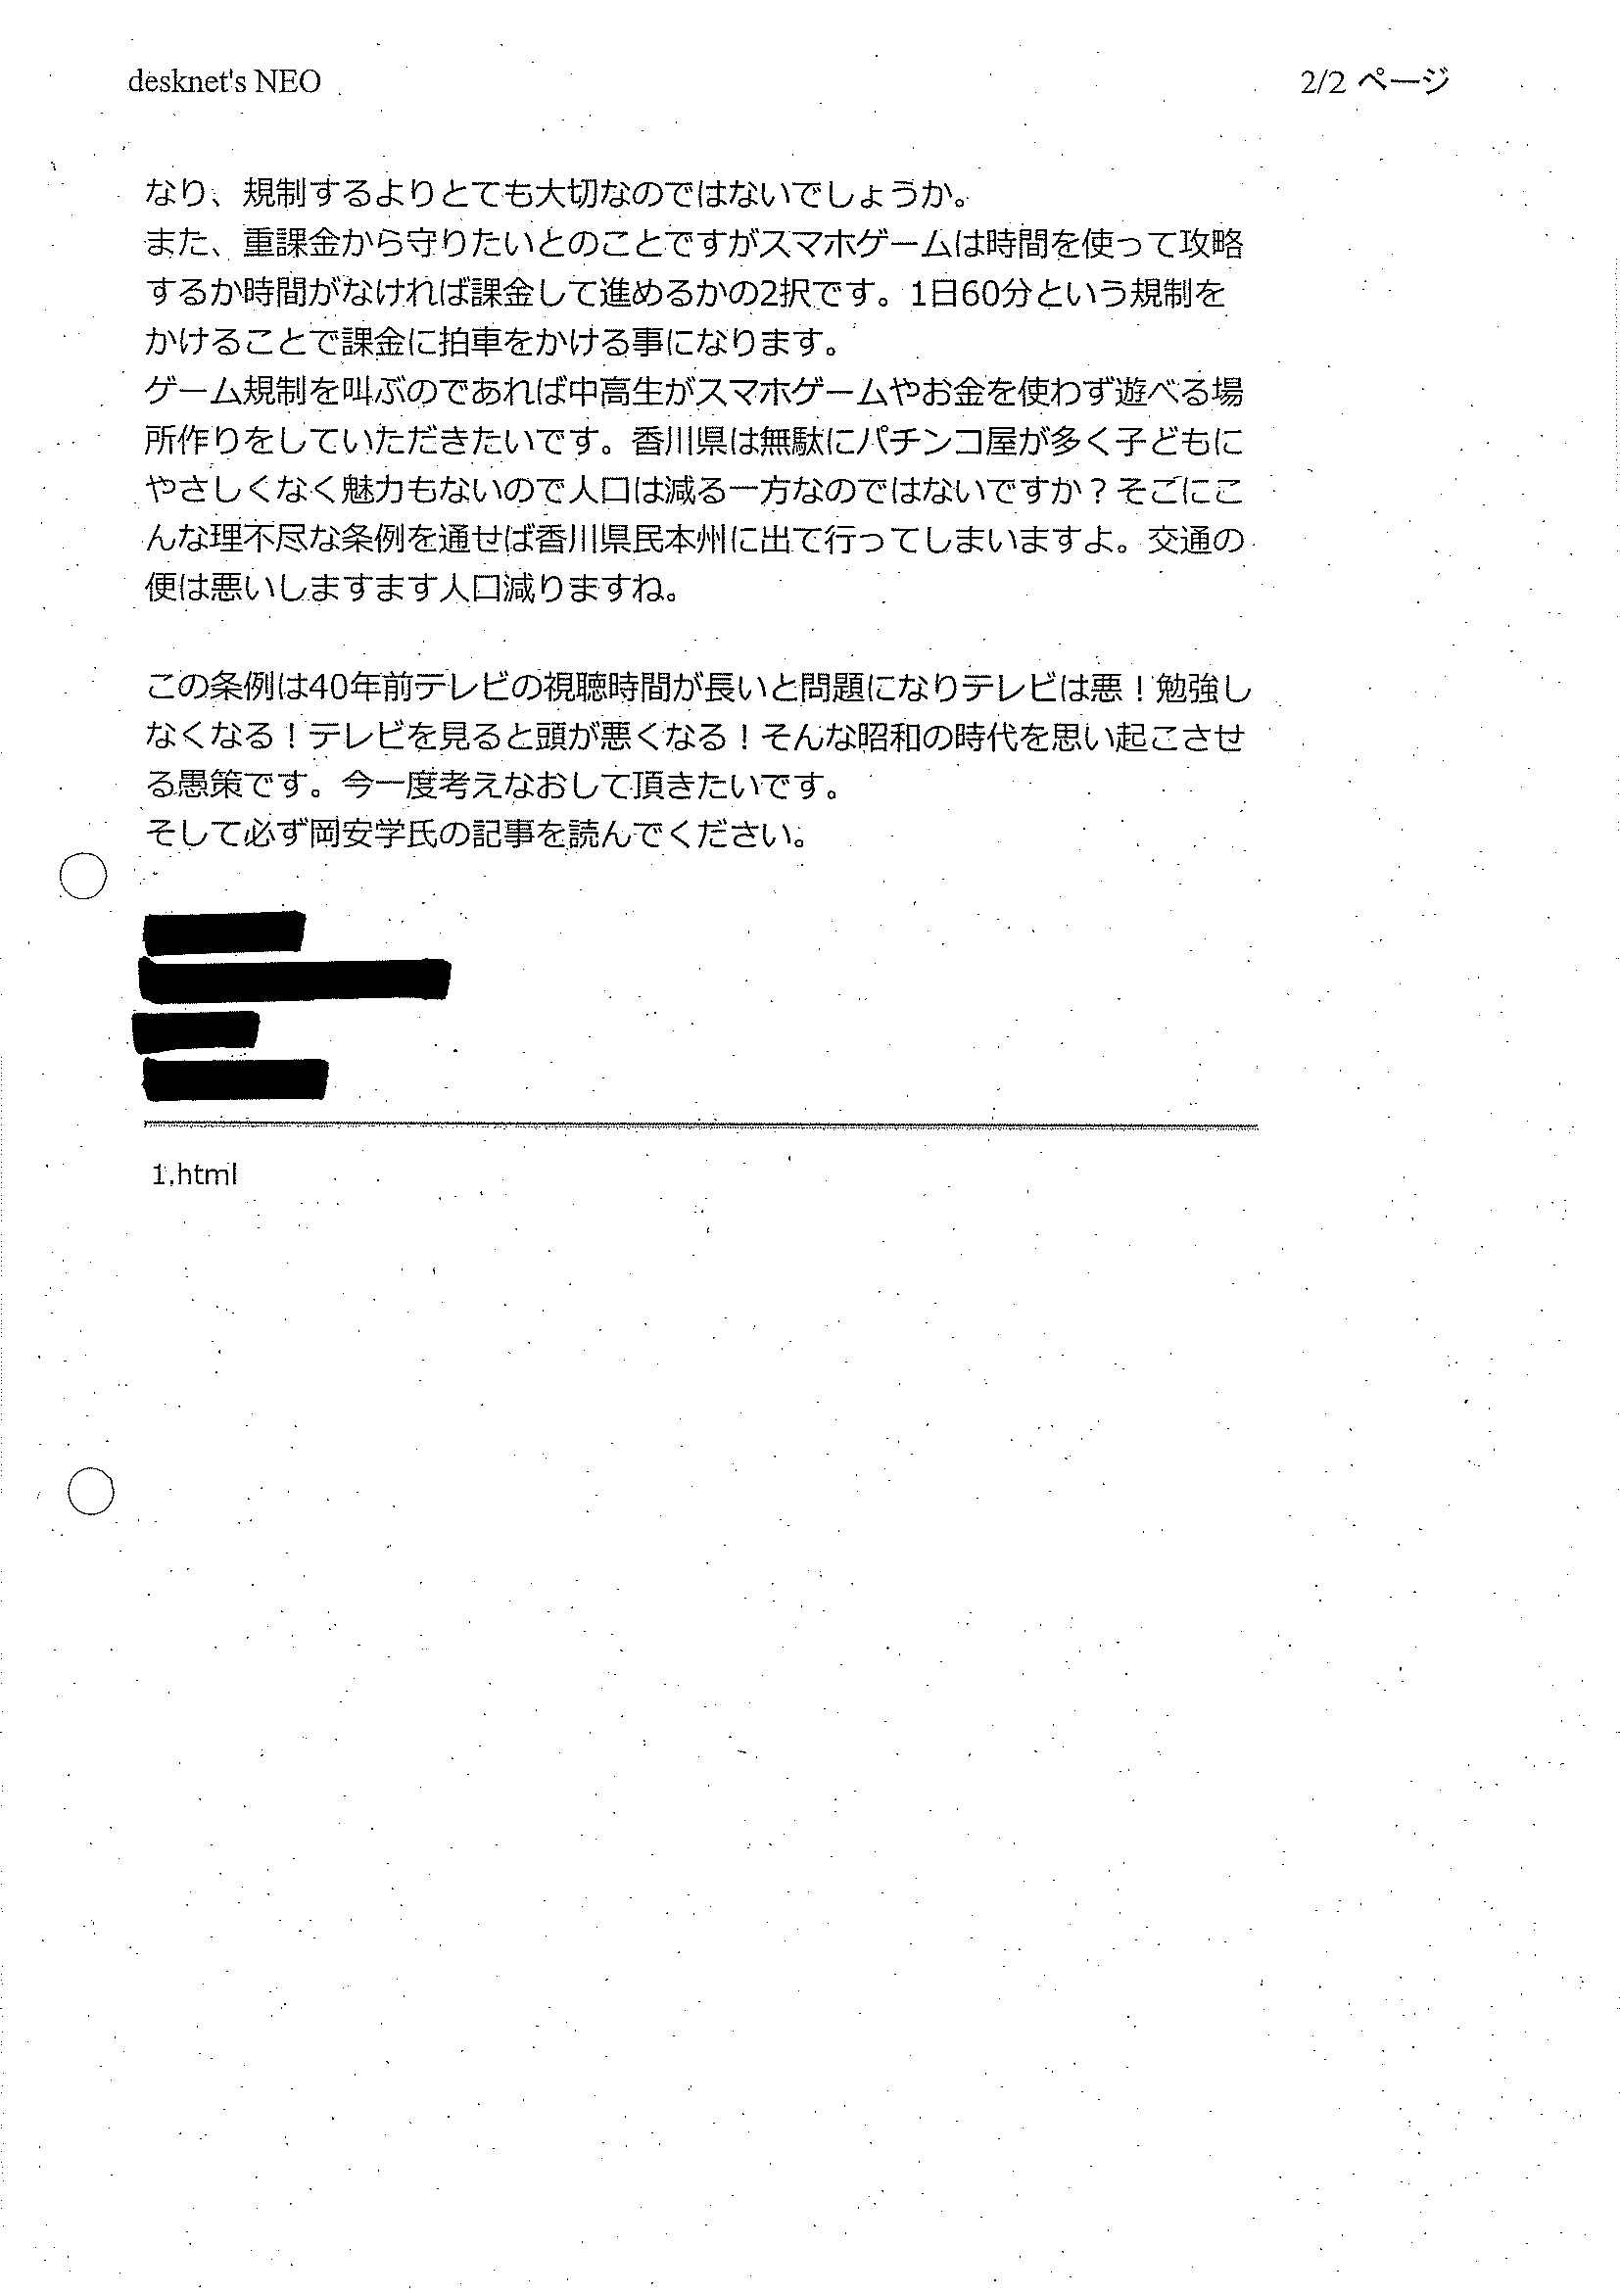 desknet's NEO
2/2 ページ
なり、規制するよりとても大切なのではないでしょうか。
また、重課金から守りたいとのことですがスマホゲームは時間を使って攻略
するか時間がなければ課金して進めるかの2択です。1日60分という規制を
かけることで課金に拍車をかける事になります。
ゲーム規制を叫ぶのであれば中高生がスマホゲームやお金を使わず遊べる場
所作りをしていただきたいです。香川県は無駄にパチンコ屋が多く子どもに
やさしくなく魅力もないので人口は減る一方なのではないですか？そこにこ
んな理不尽な条例を通せば香川県民本州に出て行ってしまいますよ。交通の
便は悪いしますます人口減りますね。
この条例は40年前テレビの視聴時間が長いと問題になりテレビは悪！勉強し
なくなる！テレビを見ると頭が悪くなる！そんな昭和の時代を思い起こさせ
る愚策です。今一度考えなおして頂きたいです。
そして必ず岡安学氏の記事を読んでください。
1.html